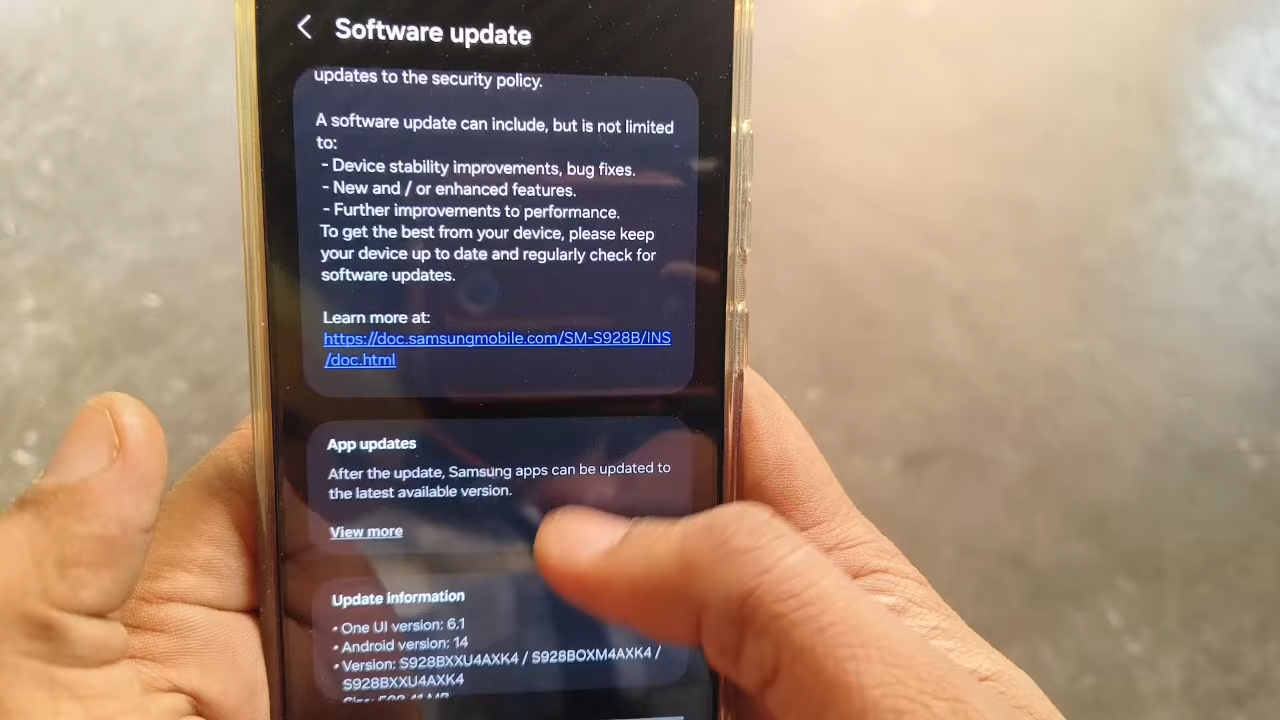 Software update
updates to the security policy.
A software update can include, but is not limited
to:
- Device stability improvements, bug fixes.
- New and / or enhanced features.
- Further improvements to performance.
To get the best from your device, please keep
your device up to date and regularly check for
software updates.
Learn more at:
https://doc.samsungmobile.com/SM-S928B/INS
/doc.html
App updates
After the update, Samsung apps can be updated to
the latest available version.
View more
Update information
• One UI version: 6.1
• Android version: 14
• Version: S928BXXU4AXK4 / S928BOXM4AXK4 /
S928BXXU4AXK4